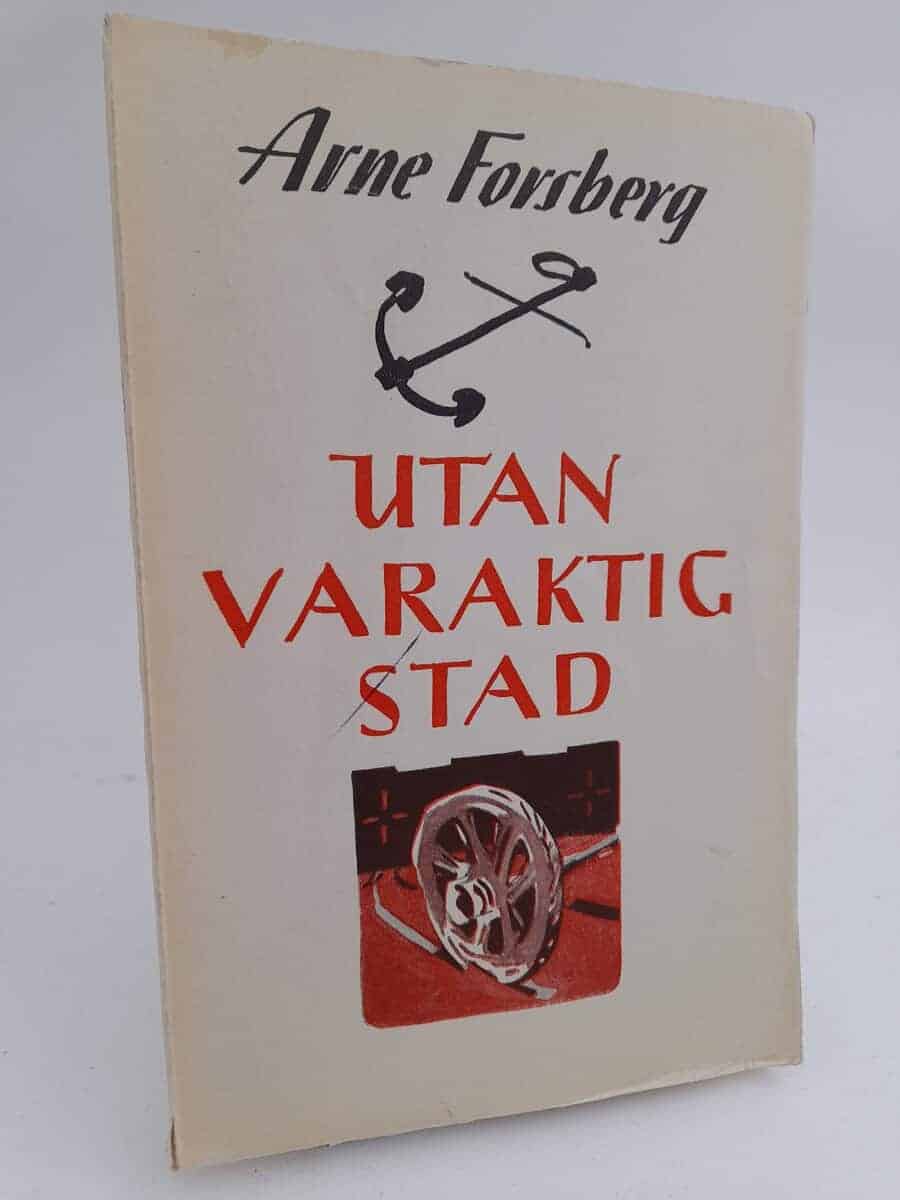 Arne Forsberg
UTAN
VARAKTIG
STAD